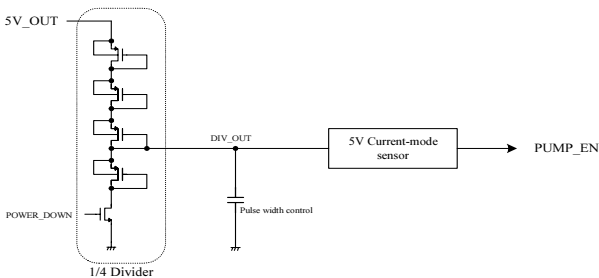 5V_OUT
DIV_OUT
5V Current-mode
sensor
PUMP_EN
Pulse width control
POWER_DOWN
1/4 Divider